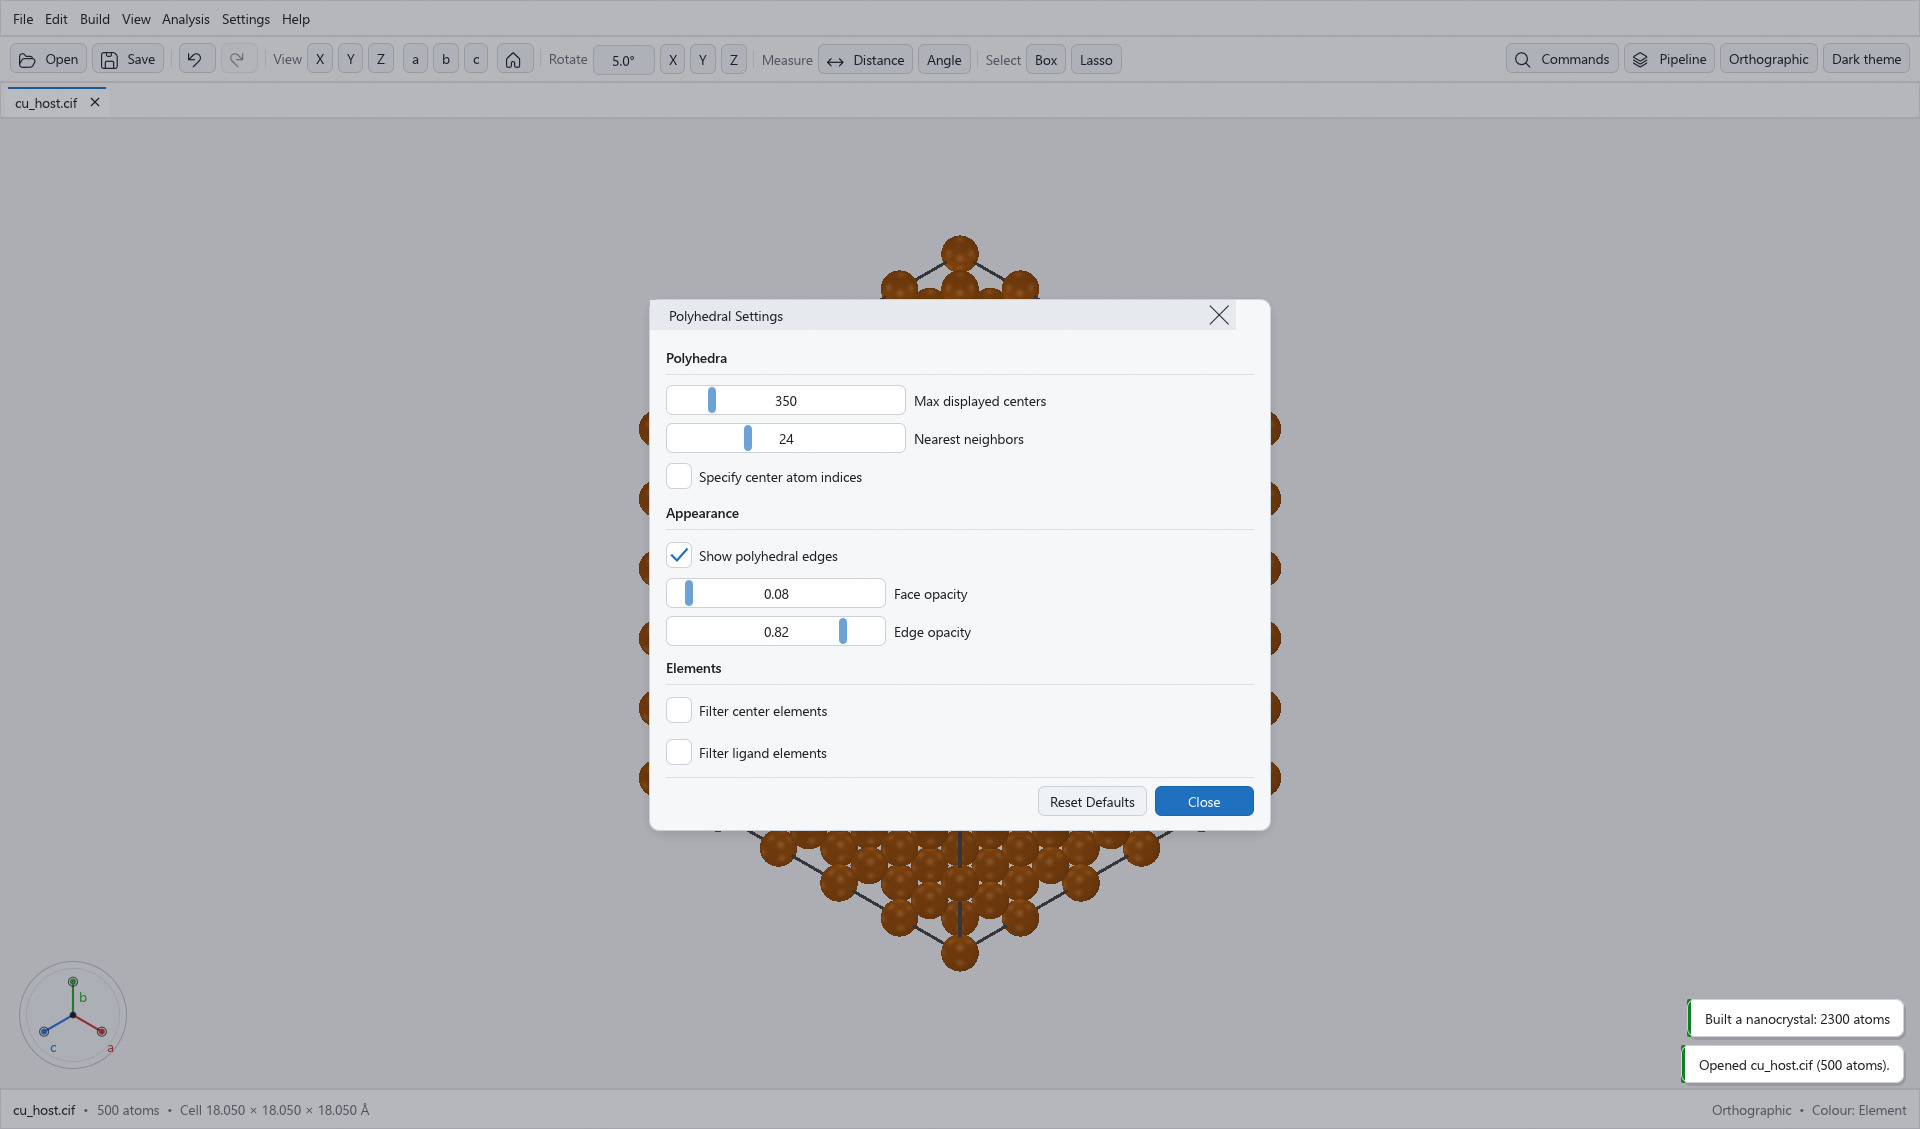 File Edit Build View Analysis Settings Help
Open Save View X Y Z a b c Rotate 5.0° X Y Z Measure Distance Angle Select Box Lasso Commands Pipeline Orthographic Dark theme
cu_host.cif
Polyhedral Settings
Polyhedra
350 Max displayed centers
24 Nearest neighbors
Specify center atom indices
Appearance
Show polyhedral edges
0.08 Face opacity
0.82 Edge opacity
Elements
Filter center elements
Filter ligand elements
Reset Defaults Close
b
c a
Built a nanocrystal: 2300 atoms
Opened cu_host.cif (500 atoms).
cu_host.cif • 500 atoms • Cell 18.050 × 18.050 × 18.050 Å Orthographic • Colour: Element